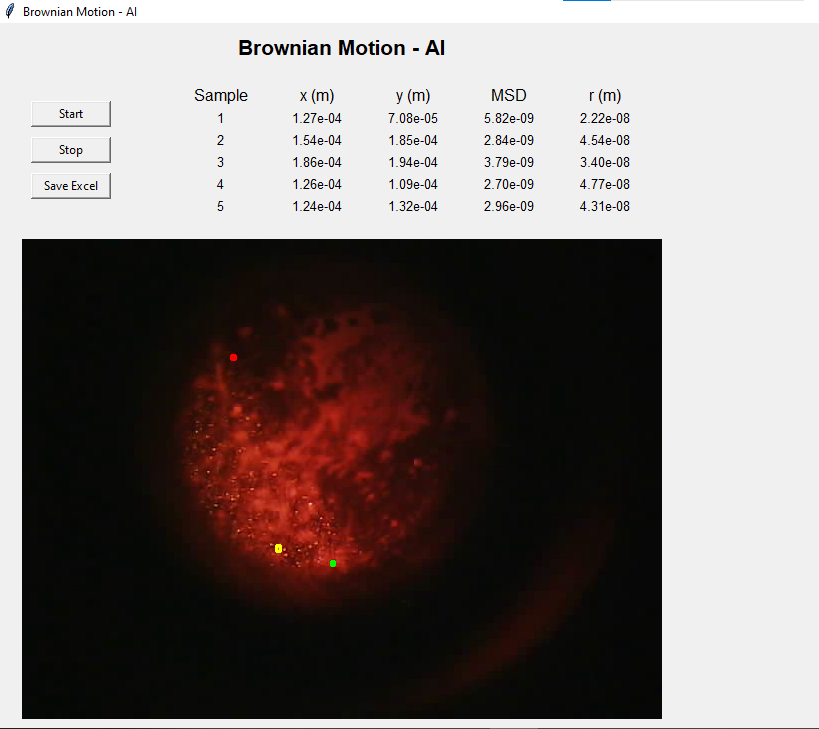 Brownian Motion - AI
Brownian Motion - AI
Start
Stop
Save Excel
Sample x (m) y (m) MSD r (m)
1 1.27e-04 7.08e-05 5.82e-09 2.22e-08
2 1.54e-04 1.85e-04 2.84e-09 4.54e-08
3 1.86e-04 1.94e-04 3.79e-09 3.40e-08
4 1.26e-04 1.09e-04 2.70e-09 4.77e-08
5 1.24e-04 1.32e-04 2.96e-09 4.31e-08